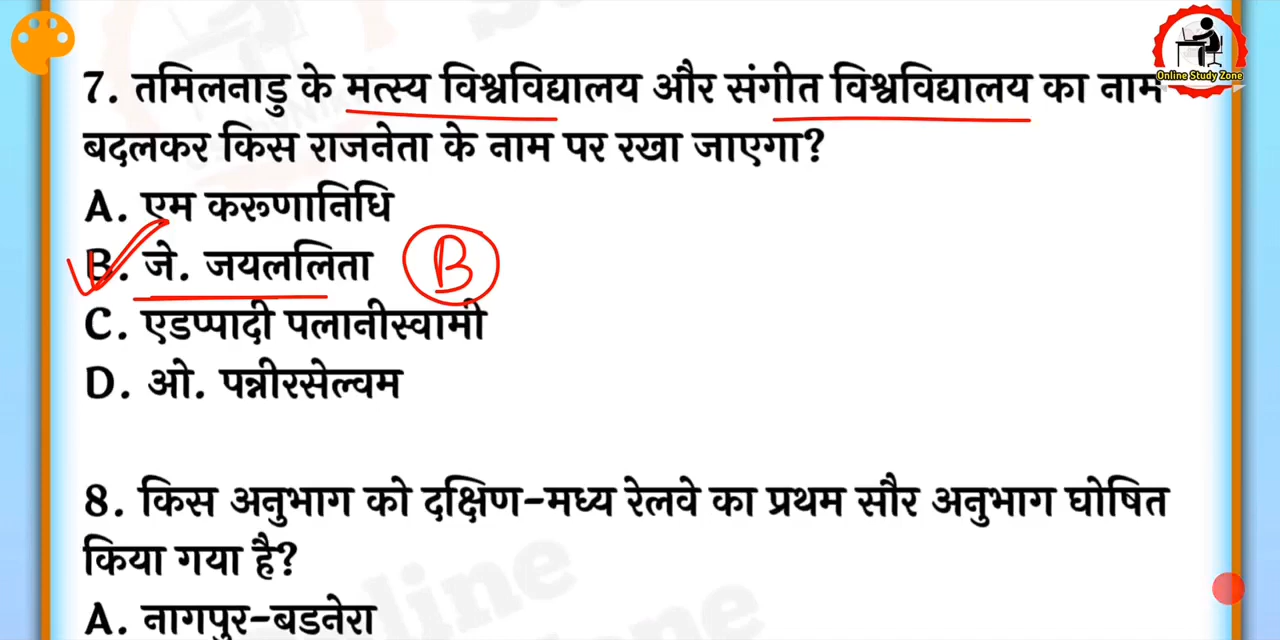 Online Study Zone
7. तमिलनाडु के मत्स्य विश्वविद्यालय और संगीत विश्वविद्यालय का नाम
बदलकर किस राजनेता के नाम पर रखा जाएगा?
A. एम करूणानिधि
B. जे. जयललिता B
C. एडप्पादी पलानीस्वामी
D. ओ. पन्नीरसेल्वम
8. किस अनुभाग को दक्षिण-मध्य रेलवे का प्रथम सौर अनुभाग घोषित
किया गया है?
A. नागपुर-बडनेरा